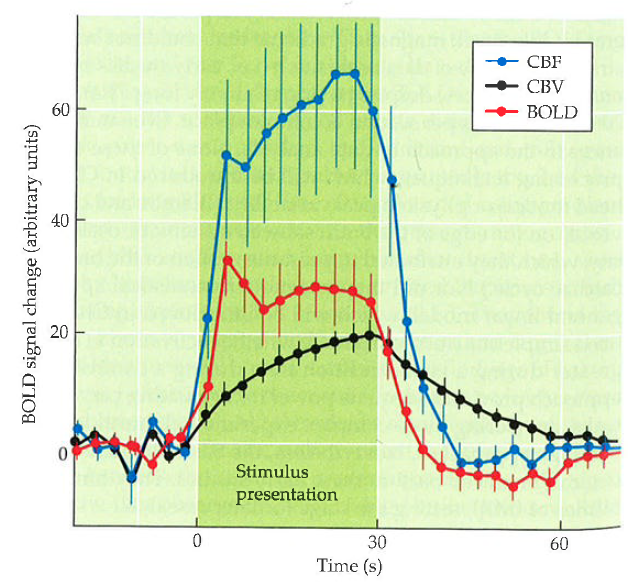 CBF
CBV
BOLD
BOLD signal change (arbitrary units)
60
40
20
0
Stimulus
presentation
0
30
60
Time (s)